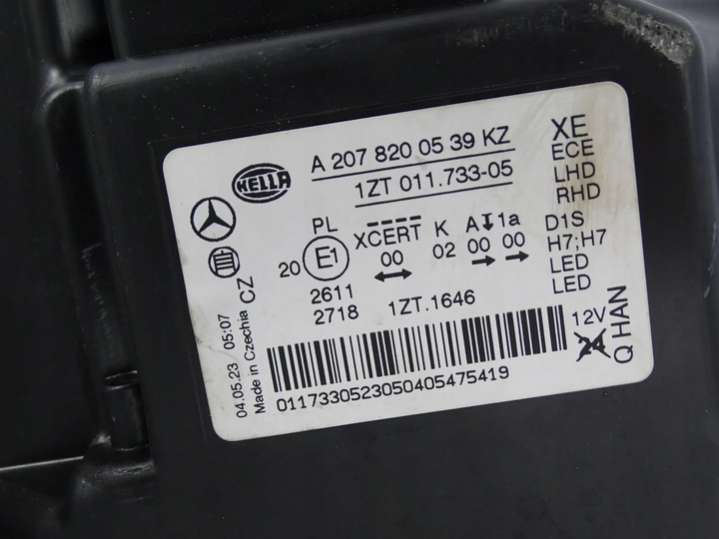 HELLA
A 207 820 05 39 KZ
1ZT 011.733-05
XE
ECE
LHD
RHD
PL
20 E1
2611
2718
XCERT
00
K
02
A 1a
00 00
1ZT.1646
D1S
H7;H7
LED
LED
12V
Q HAN
04.05.23 05:07
Made in Czechia CZ
01173305230504054 75419